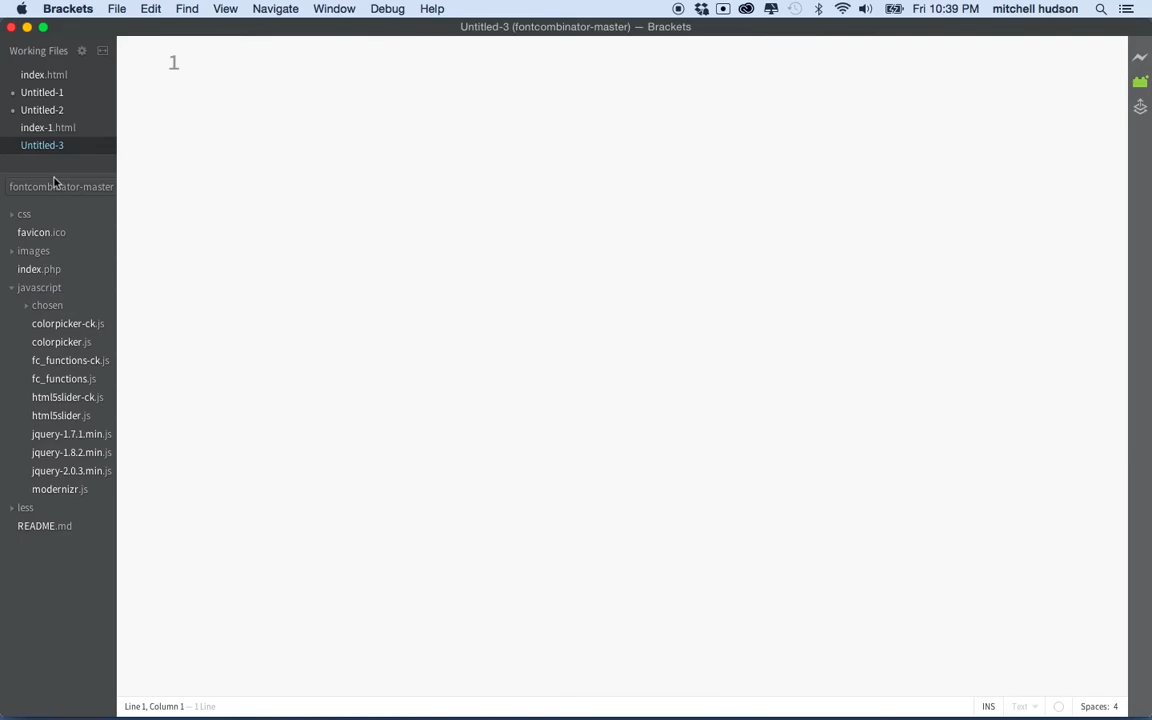 Brackets File Edit View Navigate Window Debug Help Fri 10:39 PM mitchell hudson
Untitled-3 (fontcombinator-master) — Brackets
Working Files
index.html
Untitled-1
Untitled-2
index-1.html
Untitled-3
fontcombinator-master
css
favicon.ico
images
index.php
javascript
chosen
colorpicker-ck.js
colorpicker.js
fc_functions-ck.js
fc_functions.js
html5slider-ck.js
html5slider.js
jquery-1.7.1.min.js
jquery-1.8.2.min.js
jquery-2.0.3.min.js
modernizr.js
less
README.md
1
Line 1, Column 1 — 1 Line INS Text Spaces: 4